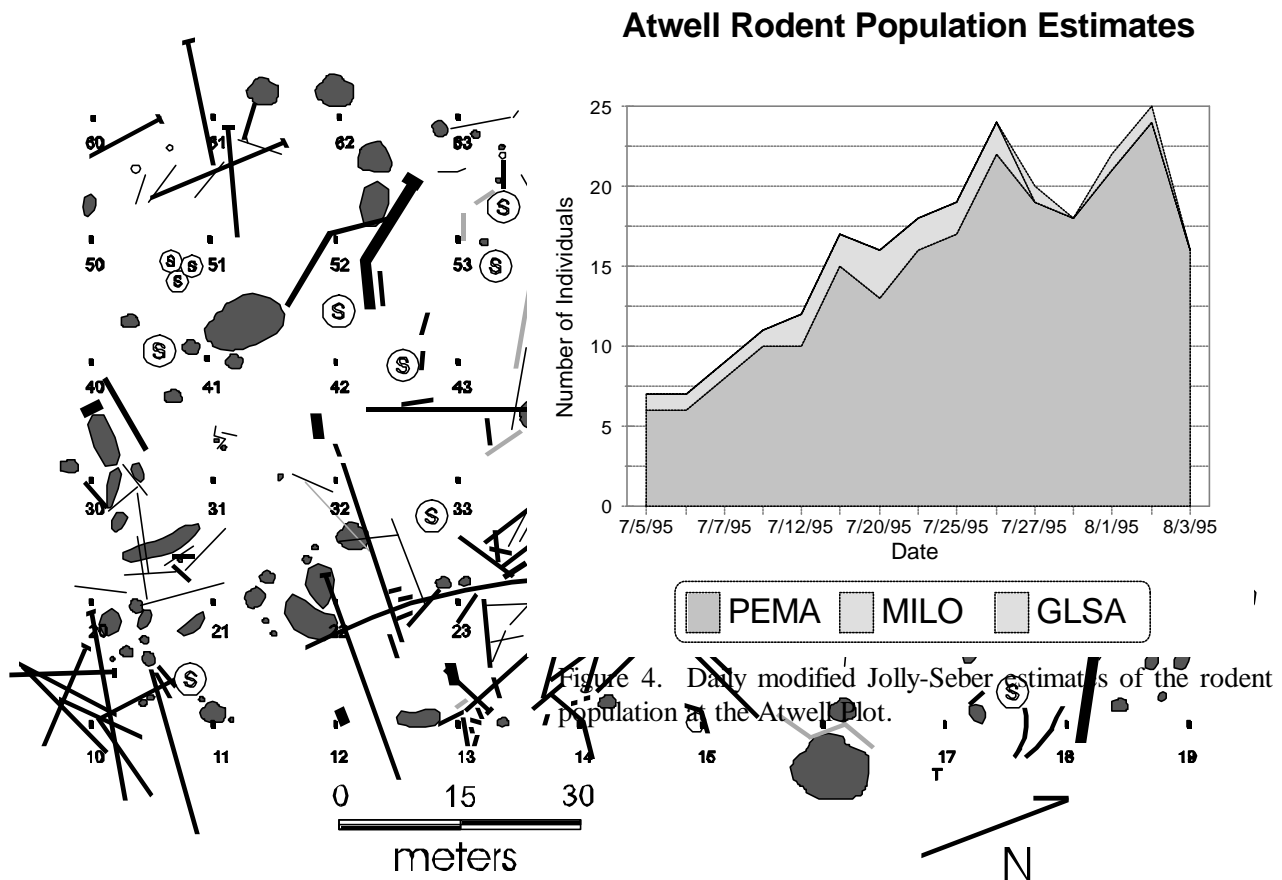 Atwell Rodent Population Estimates
25
20
15
10
5
0
Number of Individuals
7/5/95 7/7/95 7/12/95 7/20/95 7/25/95 7/27/95 8/1/95 8/3/95
Date
PEMA MILO GLSA
Figure 4. Daily modified Jolly-Seber estimates of the rodent
population at the Atwell Plot.
60 61 62 63
S
50 51 52 53
S S S S
S
S
S
40 41 42 43
S
30 31 32 33
S
20 21 22 23
S
S
10 11 12 13 14 15 17 18 19
T
0 15 30
meters
N